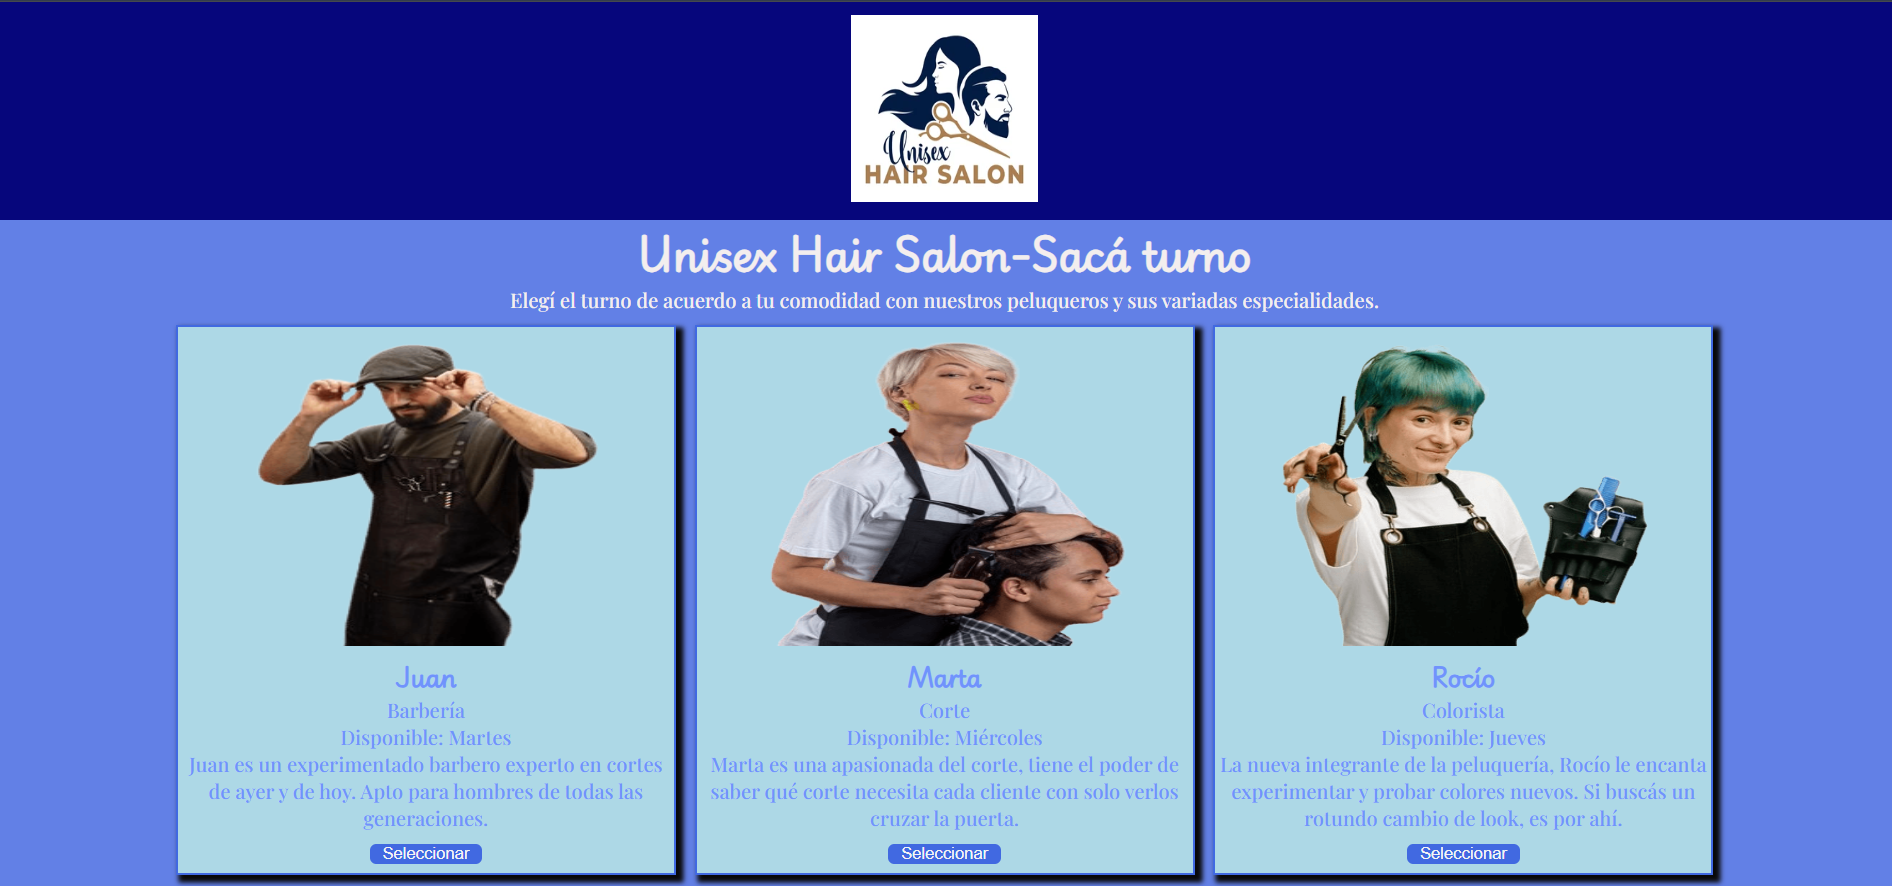 Unisex
HAIR SALON
Unisex Hair Salon-Sacá turno
Elegí el turno de acuerdo a tu comodidad con nuestros peluqueros y sus variadas especialidades.
Juan
Barbería
Disponible: Martes
Juan es un experimentado barbero experto en cortes
de ayer y de hoy. Apto para hombres de todas las
generaciones.
Seleccionar
Marta
Corte
Disponible: Miércoles
Marta es una apasionada del corte, tiene el poder de
saber qué corte necesita cada cliente con solo verlos
cruzar la puerta.
Seleccionar
Rocío
Colorista
Disponible: Jueves
La nueva integrante de la peluquería, Rocío le encanta
experimentar y probar colores nuevos. Si buscás un
rotundo cambio de look, es por ahí.
Seleccionar